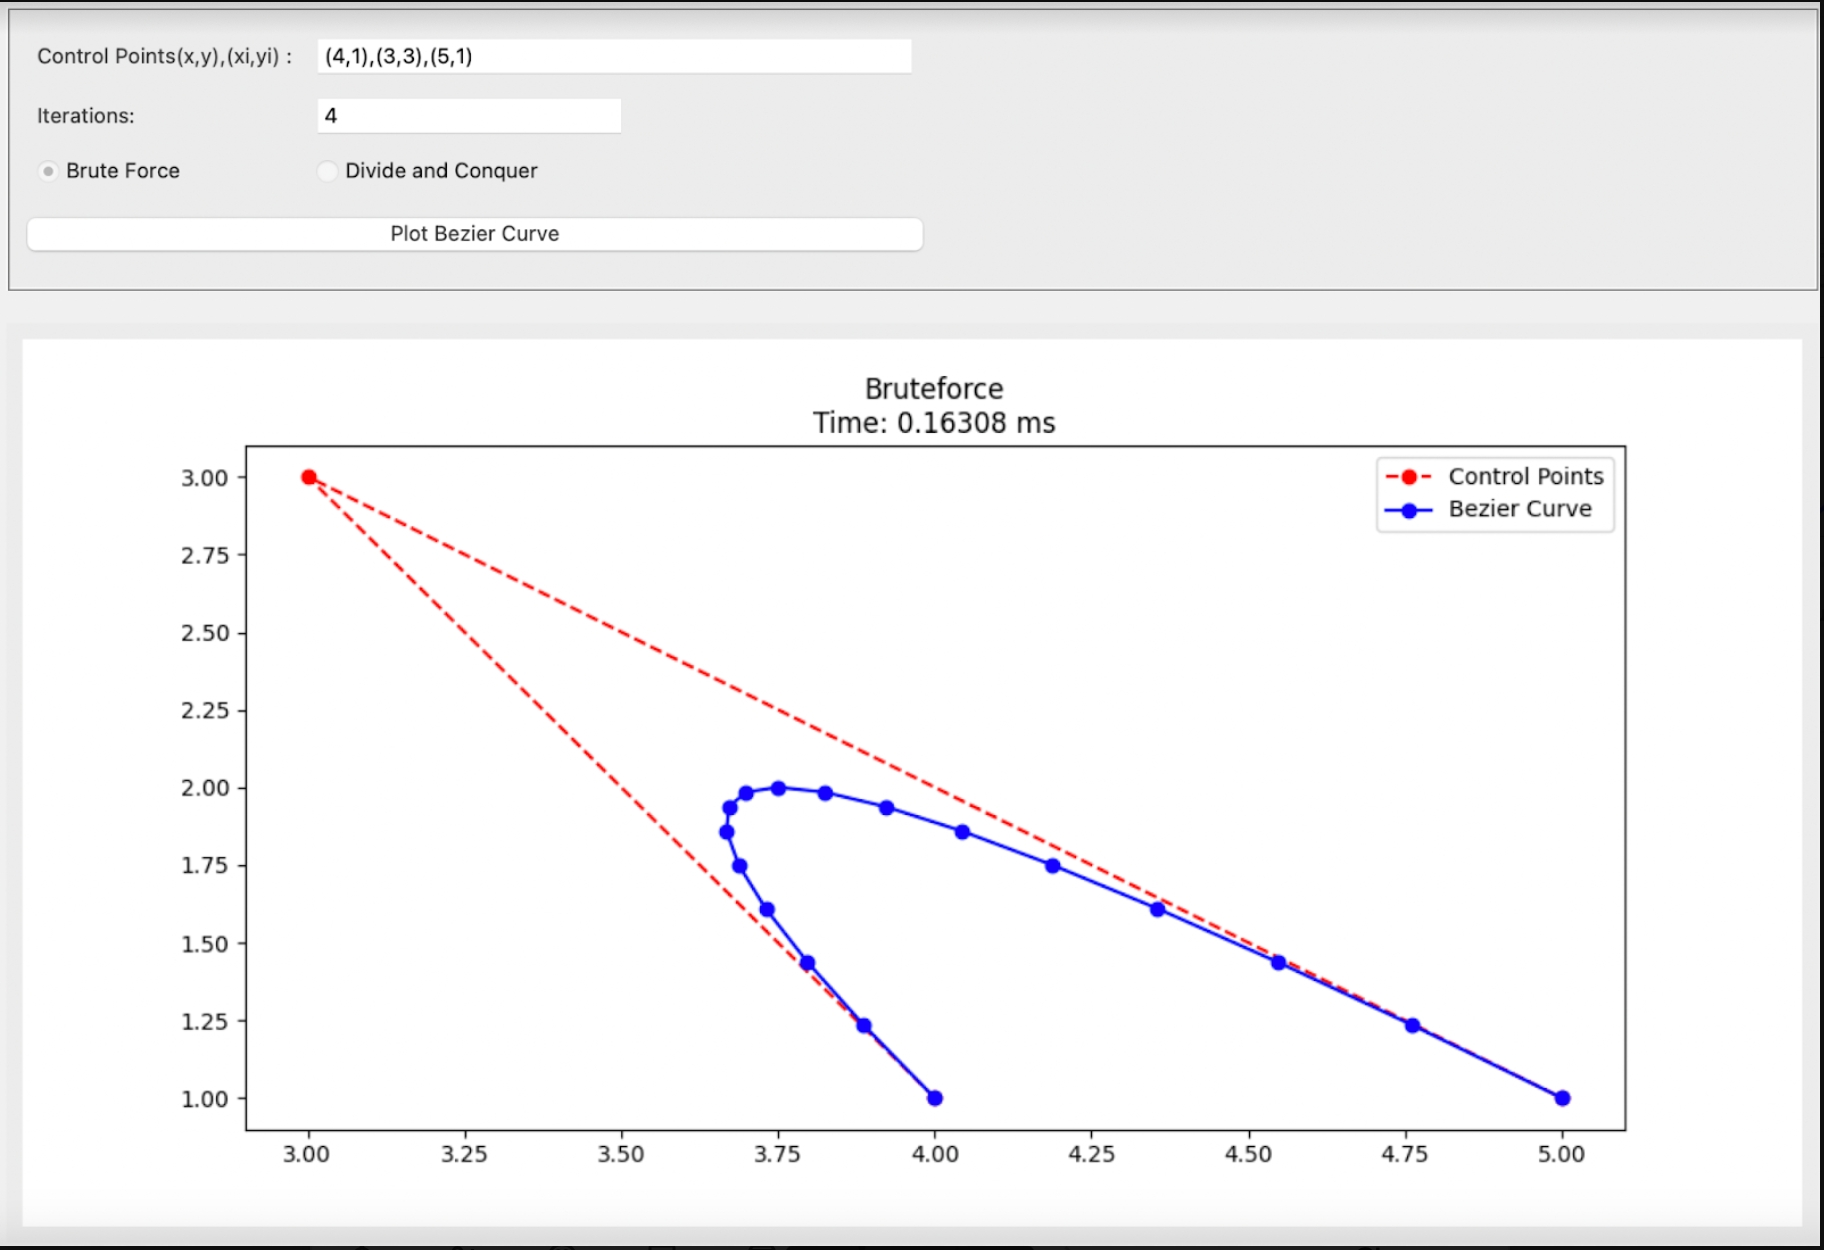 Control Points(x,y),(xi,yi) : (4,1),(3,3),(5,1)
Iterations: 4
Brute Force Divide and Conquer
Plot Bezier Curve
Bruteforce
Time: 0.16308 ms
Control Points
Bezier Curve
3.00
2.75
2.50
2.25
2.00
1.75
1.50
1.25
1.00
3.00 3.25 3.50 3.75 4.00 4.25 4.50 4.75 5.00